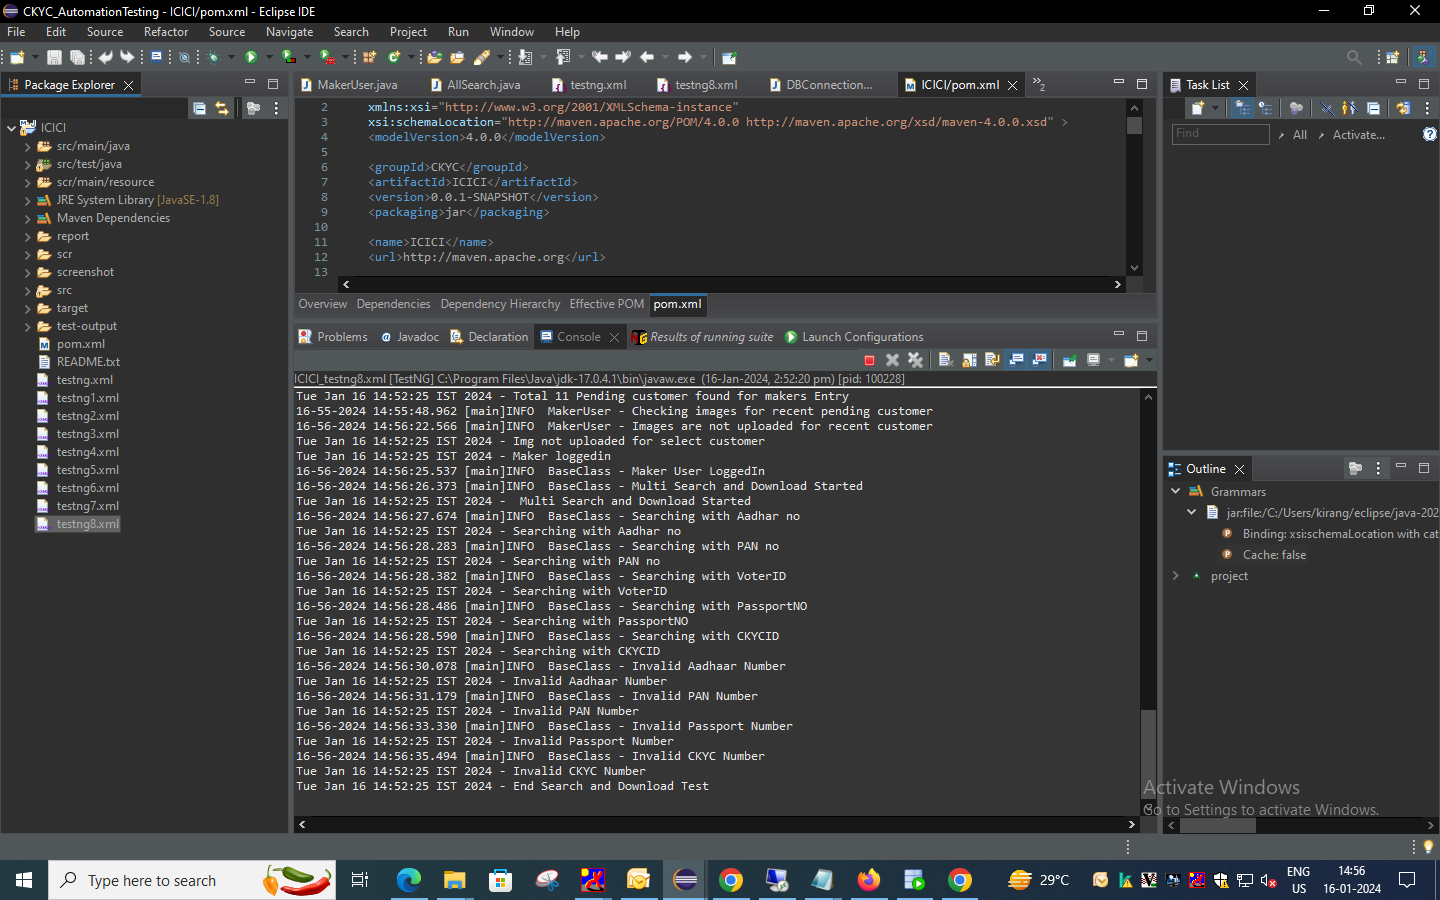 CKYC_AutomationTesting - ICICI/pom.xml - Eclipse IDE
File Edit Source Refactor Source Navigate Search Project Run Window Help
Package Explorer
ICICI
src/main/java
src/test/java
scr/main/resource
JRE System Library [JavaSE-1.8]
Maven Dependencies
report
scr
screenshot
src
target
test-output
pom.xml
README.txt
testng.xml
testng1.xml
testng2.xml
testng3.xml
testng4.xml
testng5.xml
testng6.xml
testng7.xml
testng8.xml
MakerUser.java AllSearch.java testng.xml testng8.xml DBConnection... ICICI/pom.xml »2
2 xmlns:xsi="http://www.w3.org/2001/XMLSchema-instance"
3 xsi:schemaLocation="http://maven.apache.org/POM/4.0.0 http://maven.apache.org/xsd/maven-4.0.0.xsd" >
4 <modelVersion>4.0.0</modelVersion>
5
6 <groupId>CKYC</groupId>
7 <artifactId>ICICI</artifactId>
8 <version>0.0.1-SNAPSHOT</version>
9 <packaging>jar</packaging>
10
11 <name>ICICI</name>
12 <url>http://maven.apache.org</url>
13
Overview Dependencies Dependency Hierarchy Effective POM pom.xml
Problems Javadoc Declaration Console Results of running suite Launch Configurations
ICICI_testng8.xml [TestNG] C:\Program Files\Java\jdk-17.0.4.1\bin\javaw.exe (16-Jan-2024, 2:52:20 pm) [pid: 100228]
Tue Jan 16 14:52:25 IST 2024 - Total 11 Pending customer found for makers Entry
16-55-2024 14:55:48.962 [main]INFO MakerUser - Checking images for recent pending customer
16-56-2024 14:56:22.566 [main]INFO MakerUser - Images are not uploaded for recent customer
Tue Jan 16 14:52:25 IST 2024 - Img not uploaded for select customer
Tue Jan 16 14:52:25 IST 2024 - Maker loggedin
16-56-2024 14:56:25.537 [main]INFO BaseClass - Maker User LoggedIn
16-56-2024 14:56:26.373 [main]INFO BaseClass - Multi Search and Download Started
Tue Jan 16 14:52:25 IST 2024 - Multi Search and Download Started
16-56-2024 14:56:27.674 [main]INFO BaseClass - Searching with Aadhar no
Tue Jan 16 14:52:25 IST 2024 - Searching with Aadhar no
16-56-2024 14:56:28.283 [main]INFO BaseClass - Searching with PAN no
Tue Jan 16 14:52:25 IST 2024 - Searching with PAN no
16-56-2024 14:56:28.382 [main]INFO BaseClass - Searching with VoterID
Tue Jan 16 14:52:25 IST 2024 - Searching with VoterID
16-56-2024 14:56:28.486 [main]INFO BaseClass - Searching with PassportNO
Tue Jan 16 14:52:25 IST 2024 - Searching with PassportNO
16-56-2024 14:56:28.590 [main]INFO BaseClass - Searching with CKYCID
Tue Jan 16 14:52:25 IST 2024 - Searching with CKYCID
16-56-2024 14:56:30.078 [main]INFO BaseClass - Invalid Aadhaar Number
Tue Jan 16 14:52:25 IST 2024 - Invalid Aadhaar Number
16-56-2024 14:56:31.179 [main]INFO BaseClass - Invalid PAN Number
Tue Jan 16 14:52:25 IST 2024 - Invalid PAN Number
16-56-2024 14:56:33.330 [main]INFO BaseClass - Invalid Passport Number
Tue Jan 16 14:52:25 IST 2024 - Invalid Passport Number
16-56-2024 14:56:35.494 [main]INFO BaseClass - Invalid CKYC Number
Tue Jan 16 14:52:25 IST 2024 - Invalid CKYC Number
Tue Jan 16 14:52:25 IST 2024 - End Search and Download Test
Task List
Find All Activate...
Outline
Grammars
jar:file:/C:/Users/kirang/eclipse/java-202
Binding: xsi:schemaLocation with cat
Cache: false
project
Activate Windows
Go to Settings to activate Windows.
Type here to search
29°C
ENG
US
14:56
16-01-2024